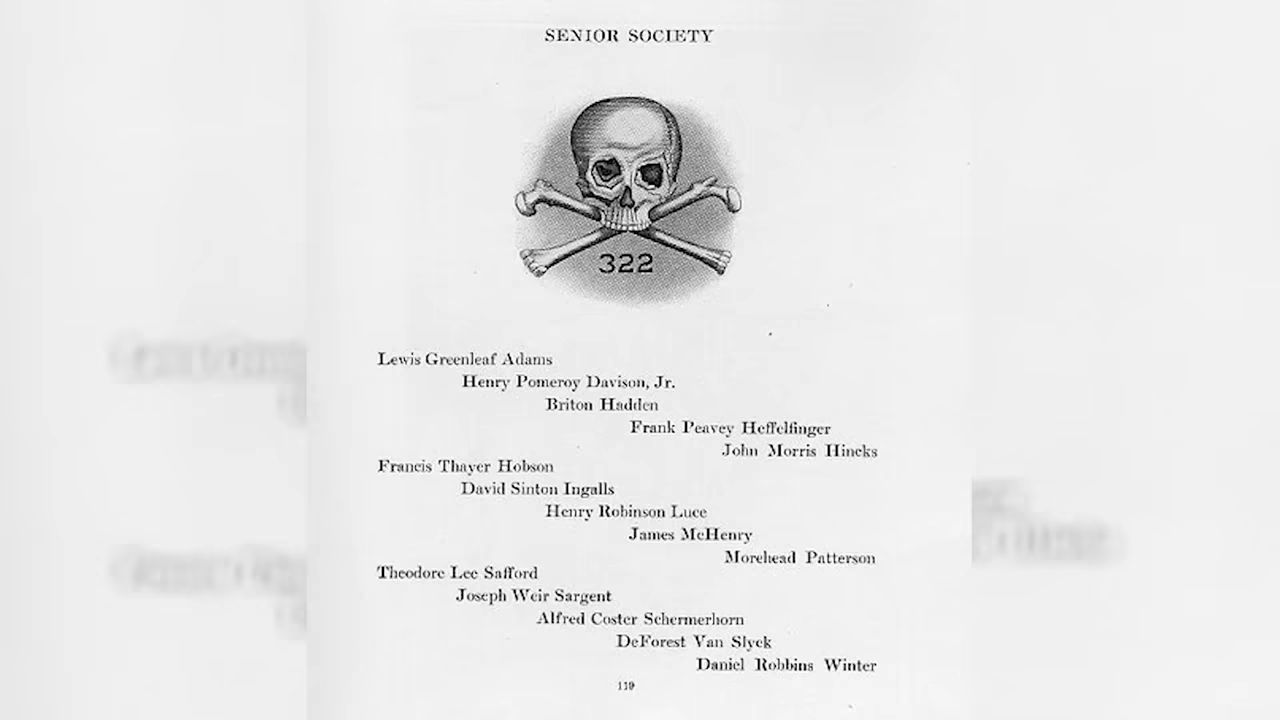 SENIOR SOCIETY
322
Lewis Greenleaf Adams
Henry Pomeroy Davison, Jr.
Briton Hadden
Frank Peavey Heffelfinger
John Morris Hincks
Francis Thayer Hobson
David Sinton Ingalls
Henry Robinson Luce
James McHenry
Morehead Patterson
Theodore Lee Safford
Joseph Weir Sargent
Alfred Coster Schermerhorn
DeForest Van Slyck
Daniel Robbins Winter
119